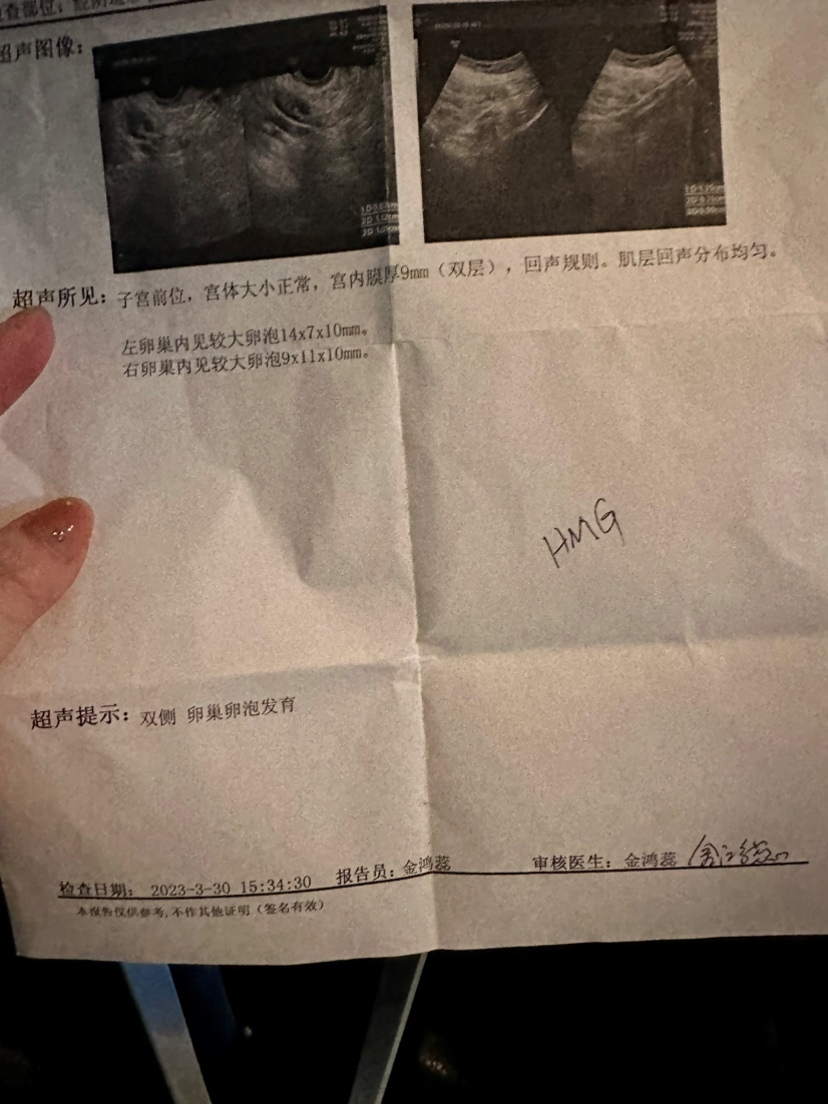 超声图像：
超声所见：子宫前位，宫体大小正常，宫内膜厚9mm（双层），回声规则。肌层回声分布均匀。
左卵巢内见较大卵泡14x7x10mm。
右卵巢内见较大卵泡9x11x10mm。
HMG
超声提示：双侧 卵巢卵泡发育
检查日期： 2023-3-30 15:34:30 报告员：金鸿蕊 审核医生：金鸿蕊
本报告仅供参考，不作其他证明（签名有效）